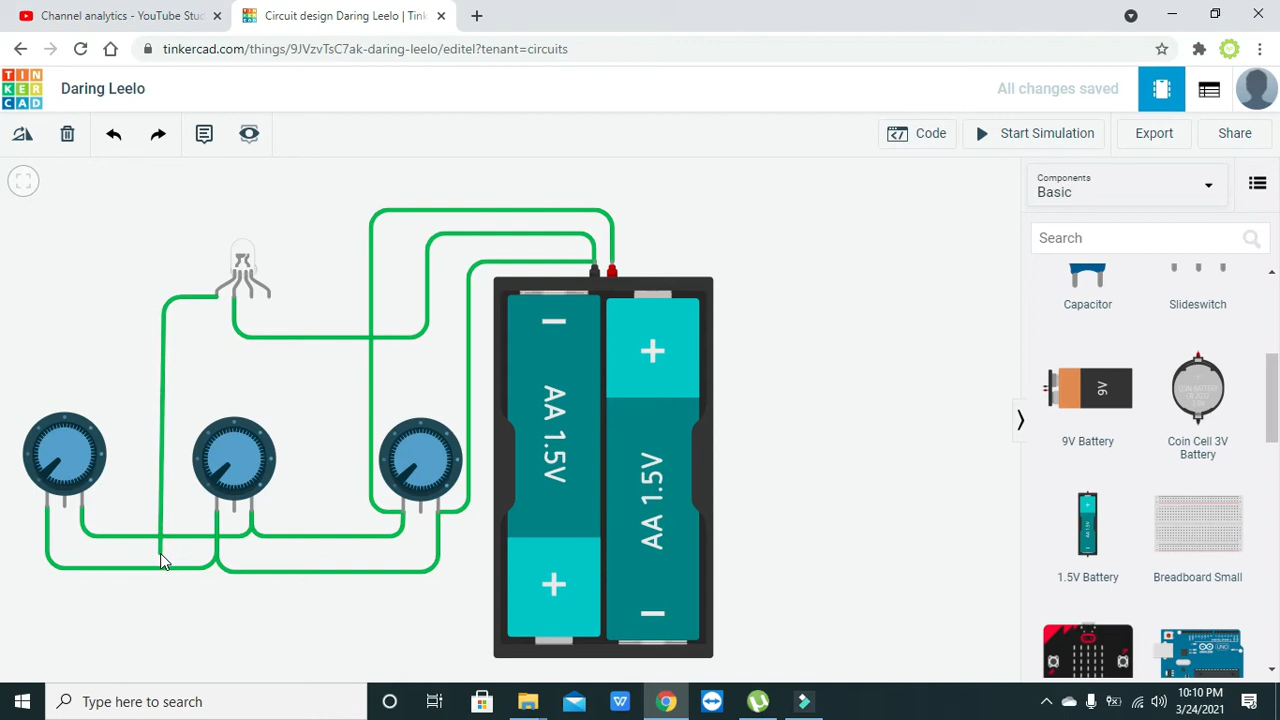 Channel analytics - YouTube Stud
Circuit design Daring Leelo | Tink
tinkercad.com/things/9JVzvTsC7ak-daring-leelo/editel?tenant=circuits
TIN
KER
CAD
Daring Leelo
All changes saved
Code
Start Simulation
Export
Share
Components
Basic
Search
Capacitor
Slideswitch
9V
9V Battery
Coin Cell 3V
Battery
1.5V Battery
Breadboard Small
AA 1.5V
AA 1.5V
Type here to search
10:10 PM
3/24/2021